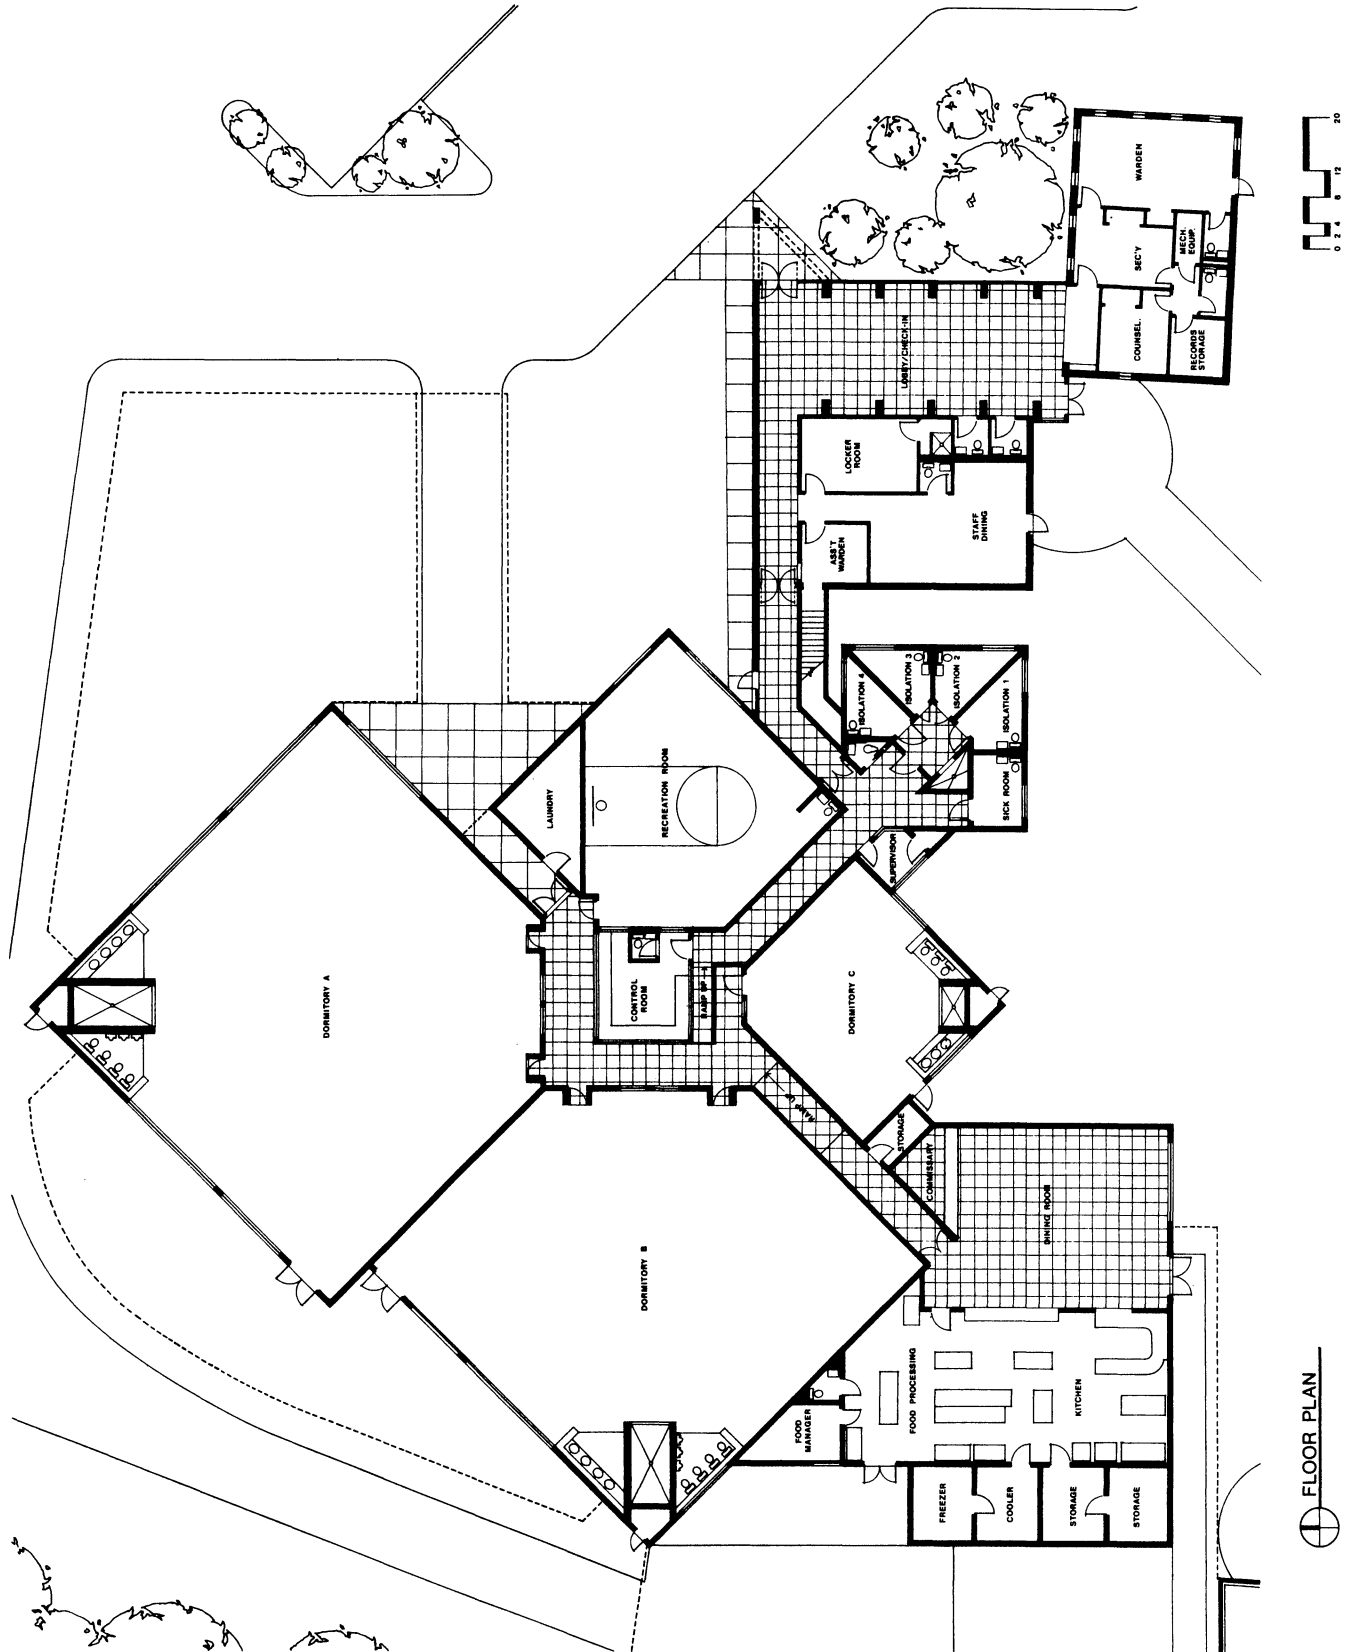 WARDEN
SEC'Y
MECH.
EQUIP.
COUNSEL.
RECORDS
STORAGE
LOBBY/CHECK-IN
LOCKER
ROOM
STAFF
DINING
ASS'T
WARDEN
ISOLATION 4
ISOLATION 3
ISOLATION 2
ISOLATION 1
SICK ROOM
SUPERVISOR
RECREATION ROOM
LAUNDRY
CONTROL
ROOM
RAMP UP
DORMITORY A
DORMITORY C
RAMP UP
STORAGE
COMMISSARY
DINING ROOM
DORMITORY B
FOOD
MANAGER
FOOD PROCESSING
KITCHEN
FREEZER
COOLER
STORAGE
STORAGE
0 2 4 8 12 20
FLOOR PLAN